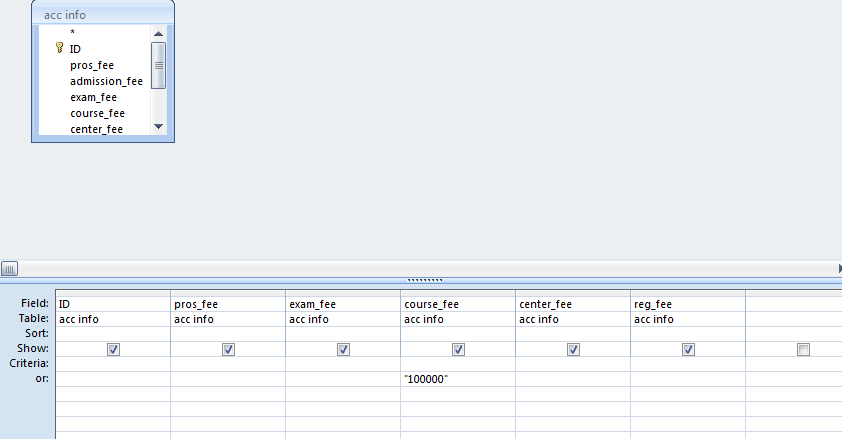 acc info
*
ID
pros_fee
admission_fee
exam_fee
course_fee
center_fee
Field: ID pros_fee exam_fee course_fee center_fee reg_fee
Table: acc info acc info acc info acc info acc info acc info
Sort:
Show:
Criteria:
or: "100000"